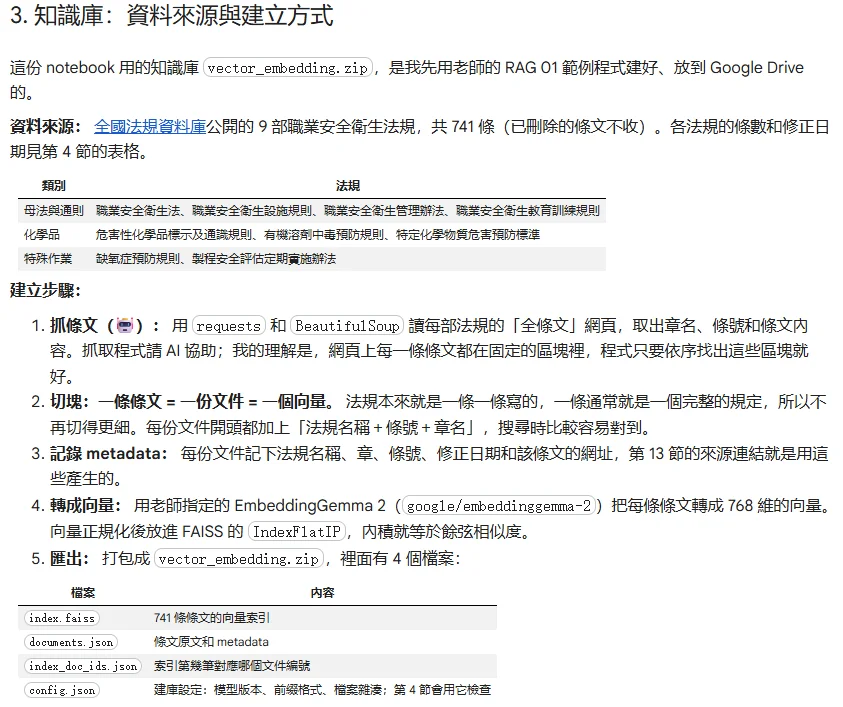 3. 知識庫：資料來源與建立方式
這份 notebook 用的知識庫 vector_embedding.zip，是我先用老師的 RAG 01 範例程式建好、放到 Google Drive
的。
資料來源： 全國法規資料庫公開的 9 部職業安全衛生法規，共 741 條（已刪除的條文不收）。各法規的條數和修正日
期見第 4 節的表格。
類別 法規
母法與通則 職業安全衛生法、職業安全衛生設施規則、職業安全衛生管理辦法、職業安全衛生教育訓練規則
化學品 危害性化學品標示及通識規則、有機溶劑中毒預防規則、特定化學物質危害預防標準
特殊作業 缺氧症預防規則、製程安全評估定期實施辦法
建立步驟：
1. 抓條文（🤖）： 用 requests 和 BeautifulSoup 讀每部法規的「全條文」網頁，取出章名、條號和條文內
容。抓取程式請 AI 協助；我的理解是，網頁上每一條條文都在固定的區塊裡，程式只要依序找出這些區塊就
好。
2. 切塊：一條條文 = 一份文件 = 一個向量。 法規本來就是一條一條寫的，一條通常就是一個完整的規定，所以不
再切得更細。每份文件開頭都加上「法規名稱 + 條號 + 章名」，搜尋時比較容易對到。
3. 記錄 metadata： 每份文件記下法規名稱、章、條號、修正日期和該條文的網址，第 13 節的來源連結就是用這
些產生的。
4. 轉成向量： 用老師指定的 EmbeddingGemma 2（google/embeddinggemma-2）把每條條文轉成 768 維的向量。
向量正規化後放進 FAISS 的 IndexFlatIP，內積就等於餘弦相似度。
5. 匯出： 打包成 vector_embedding.zip，裡面有 4 個檔案：
檔案 內容
index.faiss 741 條條文的向量索引
documents.json 條文原文和 metadata
index_doc_ids.json 索引第幾筆對應哪個文件編號
config.json 建庫設定：模型版本、前綴格式、檔案雜湊；第 4 節會用它檢查